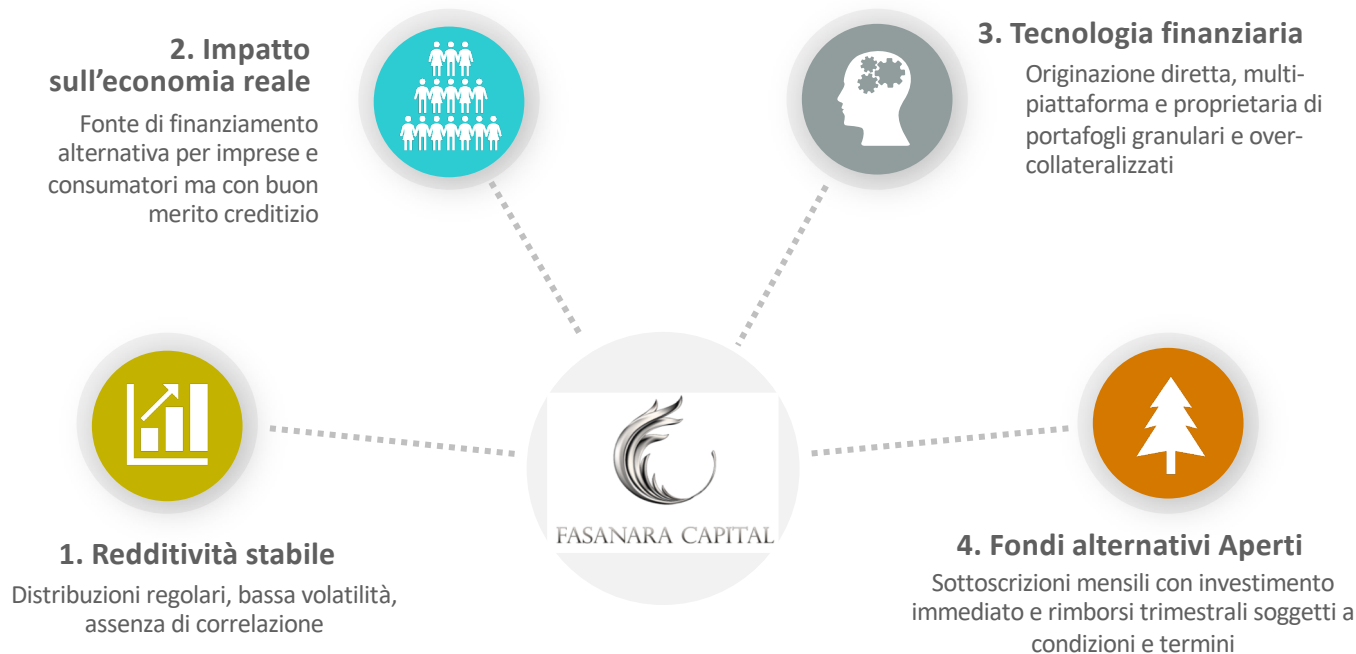 2. Impatto
sull'economia reale
Fonte di finanziamento
alternativa per imprese e
consumatori ma con buon
merito creditizio
3. Tecnologia finanziaria
Originazione diretta, multi-
piattaforma e proprietaria di
portafogli granulari e over-
collateralizzati
FASANARA CAPITAL
1. Redditività stabile
Distribuzioni regolari, bassa volatilità,
assenza di correlazione
4. Fondi alternativi Aperti
Sottoscrizioni mensili con investimento
immediato e rimborsi trimestrali soggetti a
condizioni e termini